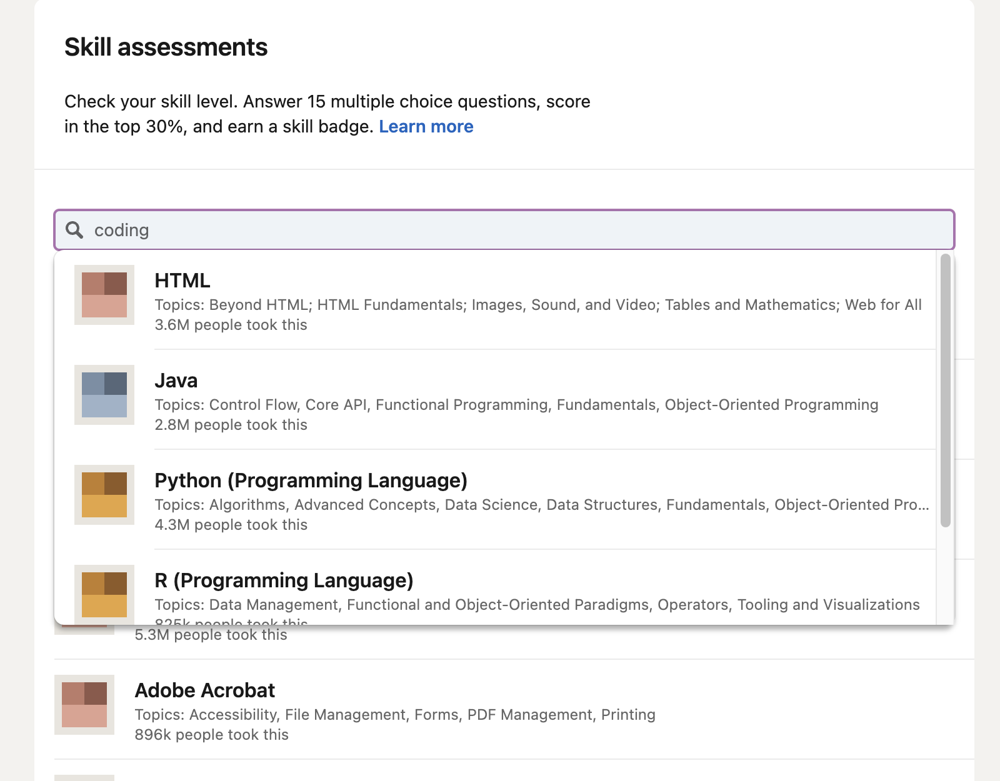 Skill assessments
Check your skill level. Answer 15 multiple choice questions, score
in the top 30%, and earn a skill badge. Learn more
coding
HTML
Topics: Beyond HTML; HTML Fundamentals; Images, Sound, and Video; Tables and Mathematics; Web for All
3.6M people took this
Java
Topics: Control Flow, Core API, Functional Programming, Fundamentals, Object-Oriented Programming
2.8M people took this
Python (Programming Language)
Topics: Algorithms, Advanced Concepts, Data Science, Data Structures, Fundamentals, Object-Oriented Pro...
4.3M people took this
R (Programming Language)
Topics: Data Management, Functional and Object-Oriented Paradigms, Operators, Tooling and Visualizations
825k people took this
5.3M people took this
Adobe Acrobat
Topics: Accessibility, File Management, Forms, PDF Management, Printing
896k people took this